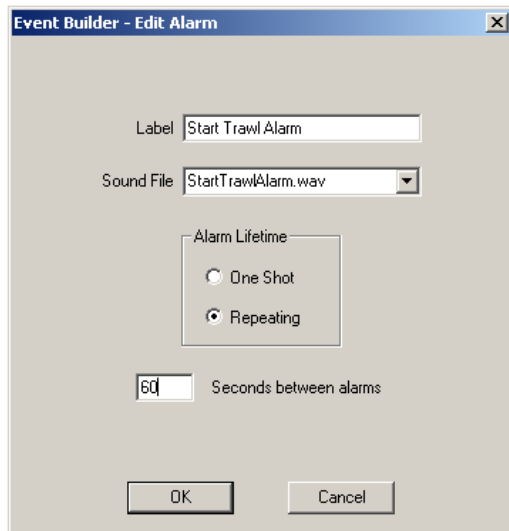 Event Builder - Edit Alarm
Label Start Trawl Alarm
Sound File StartTrawlAlarm.wav
Alarm Lifetime
One Shot
Repeating
60 Seconds between alarms
OK Cancel